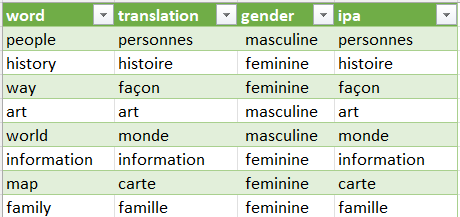 word translation gender ipa
people personnes masculine personnes
history histoire feminine histoire
way façon feminine façon
art art masculine art
world monde masculine monde
information information feminine information
map carte feminine carte
family famille feminine famille